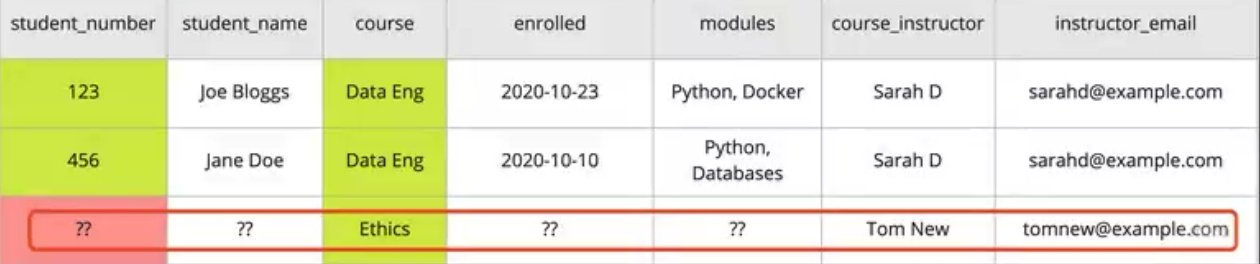 student_number student_name course enrolled modules course_instructor instructor_email
123 Joe Bloggs Data Eng 2020-10-23 Python, Docker Sarah D sarahd@example.com
456 Jane Doe Data Eng 2020-10-10 Python, Databases Sarah D sarahd@example.com
?? ?? Ethics ?? ?? Tom New tomnew@example.com